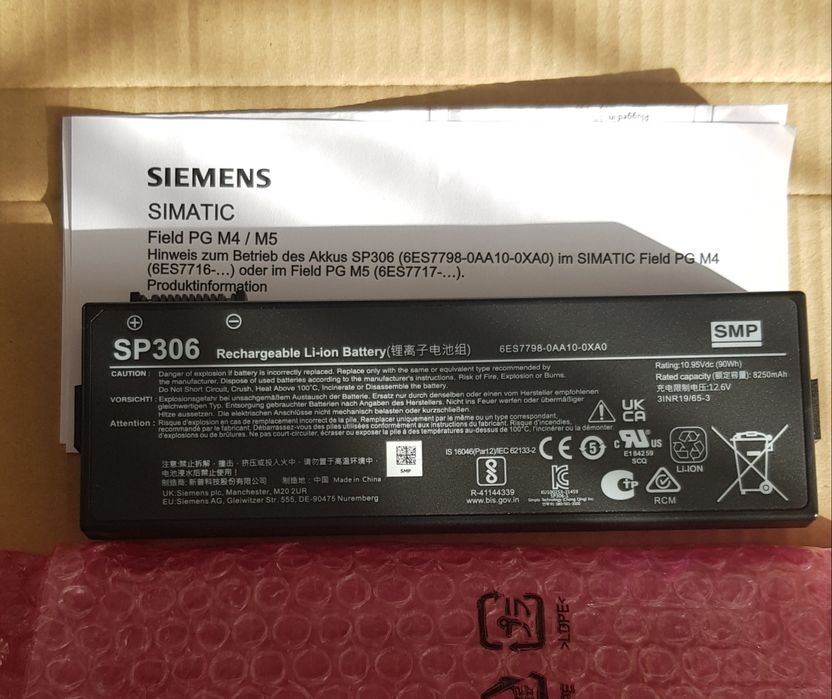 Plugged in
SIEMENS
SIMATIC
Field PG M4 / M5
Hinweis zum Betrieb des Akkus SP306 (6ES7798-0AA10-0XA0) im SIMATIC Field PG M4
(6ES7716-...) oder im Field PG M5 (6ES7717-...).
Produktinformation
SP306 Rechargeable Li-ion Battery(锂离子电池组) 6ES7798-0AA10-0XA0
SMP
CAUTION : Danger of explosion if battery is incorrectly replaced. Replace only with the same or equivalent type recommended by
the manufacturer. Dispose of used batteries according to the manufacturer's instructions. Risk of Fire, Explosion or Burns.
Do Not Short Circuit, Crush, Heat Above 100°C, Incinerate or Disassemble the battery.
VORSICHTI : Explosionsgefahr bei unsachgemäßem Austausch der Batterie. Ersatz nur durch denselben oder einen vom Hersteller empfohlenen
gleichwertigen Typ. Entsorgung gebrauchter Batterien nach Angaben des Herstellers. Nicht ins Feuer werfen oder übermäßiger
Hitze aussetzen. Die elektrischen Anschlüsse nicht mechanisch belasten oder kurzschließen.
Attention : Risque d'explosion en cas de remplacement incorrect de la pile. Remplacer uniquement par le même ou un type correspondant,
recommandé par le fabricant. Débarrassez-vous des piles utilisées conformément aux instructions du fabricant. Risque d'incendies,
d'explosions ou de brûlures. Ne pas court-circuiter, écraser ou exposer la pile à des températures au-dessus de 100°C, l'incinérer ou la démonter.
Rating:10.95Vdc (90Wh)
Rated capacity (额定容量): 8250mAh
充电限制电压:12.6V
3INR19/65-3
注意:禁止拆解、撞击、挤压或投入火中。请勿置于高温环境中。
电池浸水后禁止使用!
制造商: 新普科技股份有限公司 制造地: 中国 Made in China
UK:Siemens plc, Manchester, M20 2UR
EU:Siemens AG, Gleiwitzer Str. 555, DE-90475 Nuremberg
SMP
IS 16046(Part2)/IEC 62133-2
R-41144339
www.bis.gov.in
CE
5
UK
CA
c RU US
E184259
SCQ
LI-ION
SP306-3
TP
RCM
>LDPE<